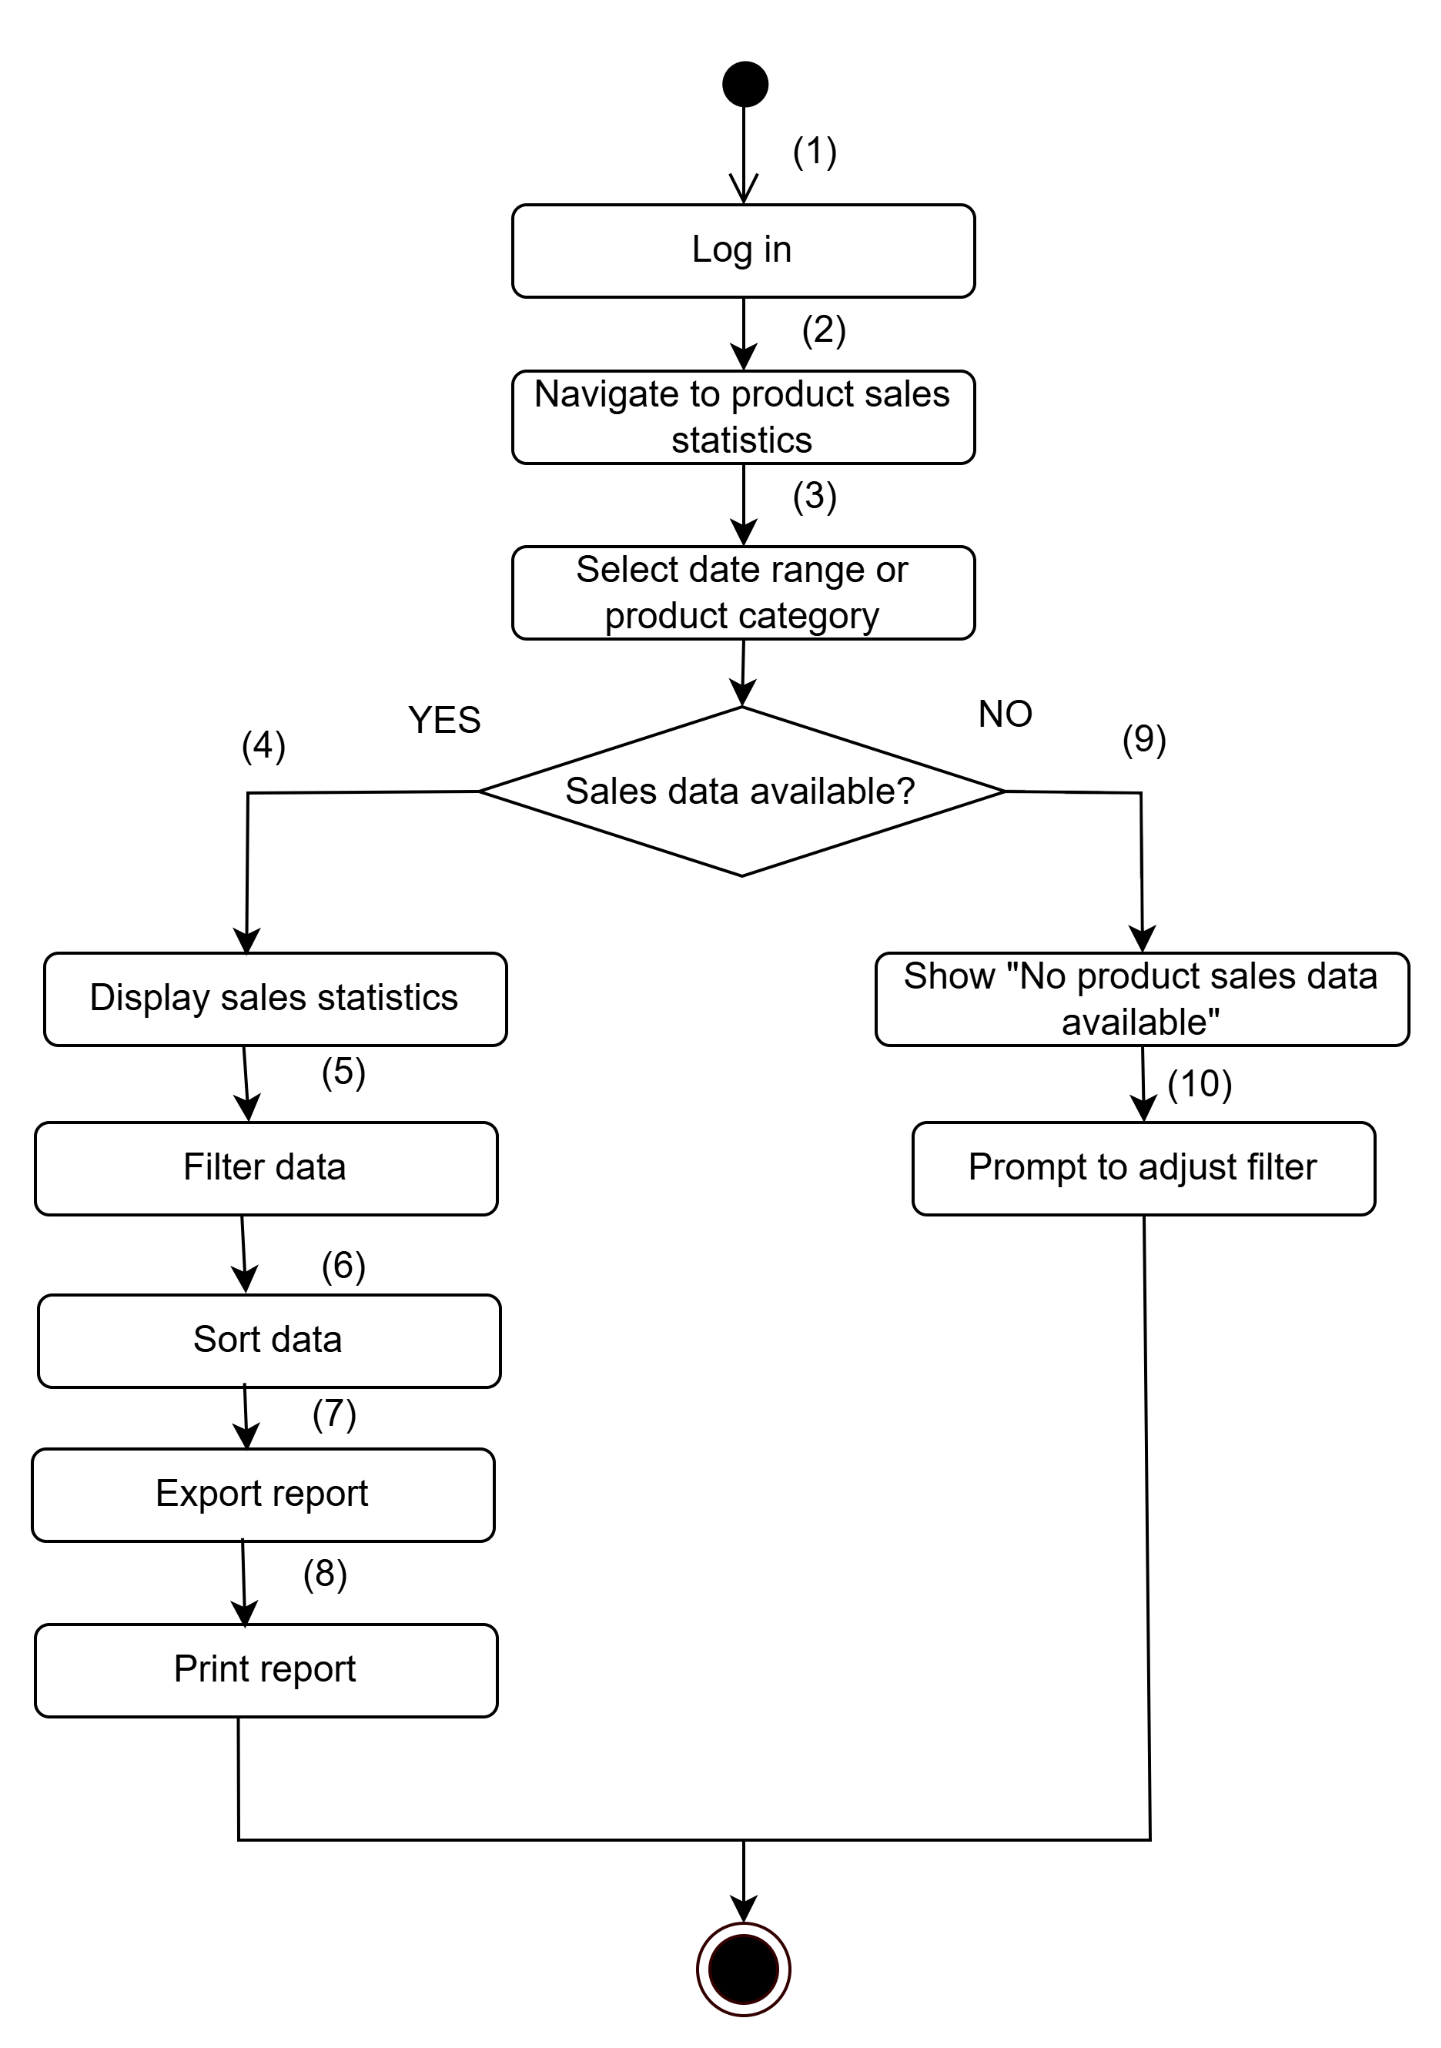 (1)
Log in
(2)
Navigate to product sales
statistics
(3)
Select date range or
product category
YES
NO
(4)
(9)
Sales data available?
Display sales statistics
Show "No product sales data
available"
(5)
(10)
Filter data
Prompt to adjust filter
(6)
Sort data
(7)
Export report
(8)
Print report